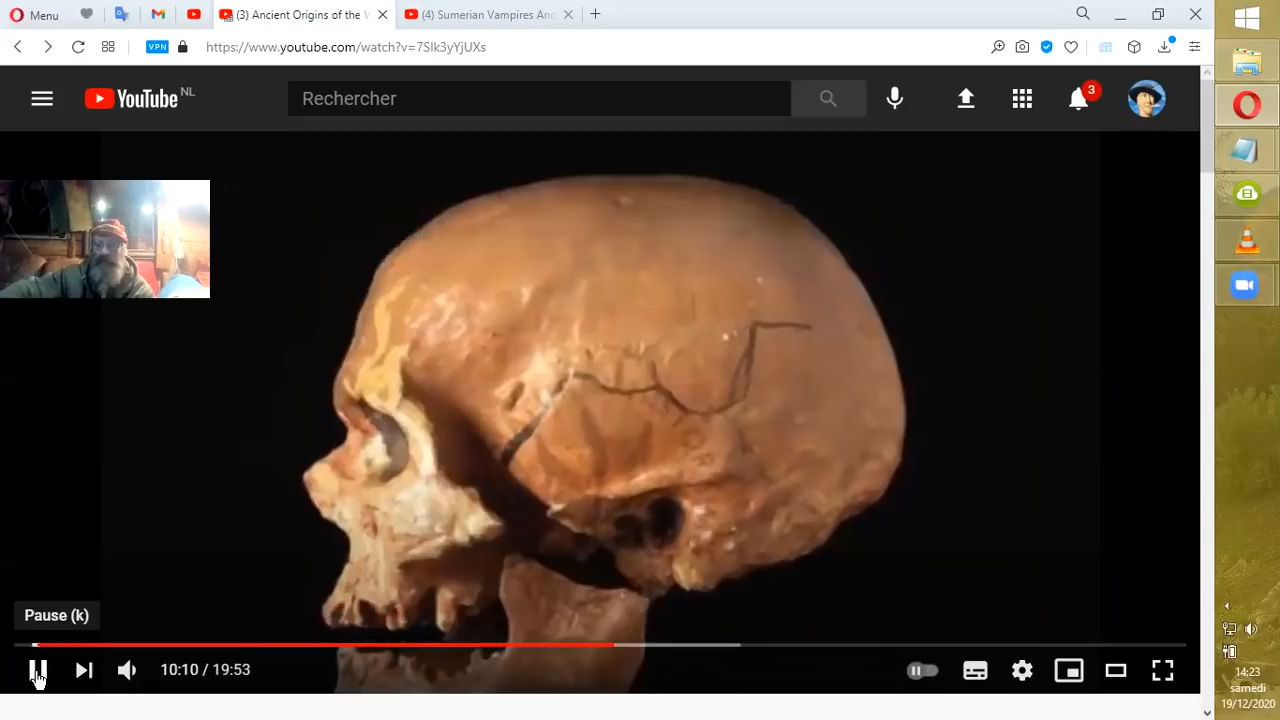 Menu
(3) Ancient Origins of the
(4) Sumerian Vampires And
VPN
https://www.youtube.com/watch?v=7SIk3yYjUXs
YouTube NL
Rechercher
3
Pause (k)
10:10 / 19:53
14:23
samedi
19/12/2020